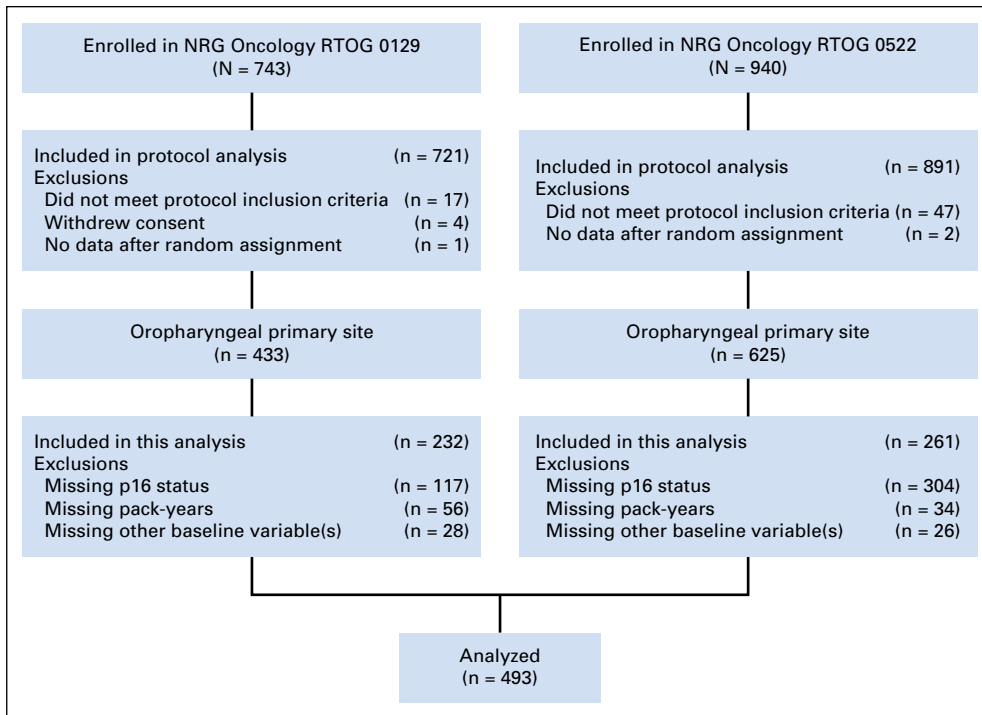 Enrolled in NRG Oncology RTOG 0129
(N = 743)
Included in protocol analysis (n = 721)
Exclusions
Did not meet protocol inclusion criteria (n = 17)
Withdrew consent (n = 4)
No data after random assignment (n = 1)
Oropharyngeal primary site
(n = 433)
Included in this analysis (n = 232)
Exclusions
Missing p16 status (n = 117)
Missing pack-years (n = 56)
Missing other baseline variable(s) (n = 28)
Enrolled in NRG Oncology RTOG 0522
(N = 940)
Included in protocol analysis (n = 891)
Exclusions
Did not meet protocol inclusion criteria (n = 47)
No data after random assignment (n = 2)
Oropharyngeal primary site
(n = 625)
Included in this analysis (n = 261)
Exclusions
Missing p16 status (n = 304)
Missing pack-years (n = 34)
Missing other baseline variable(s) (n = 26)
Analyzed
(n = 493)